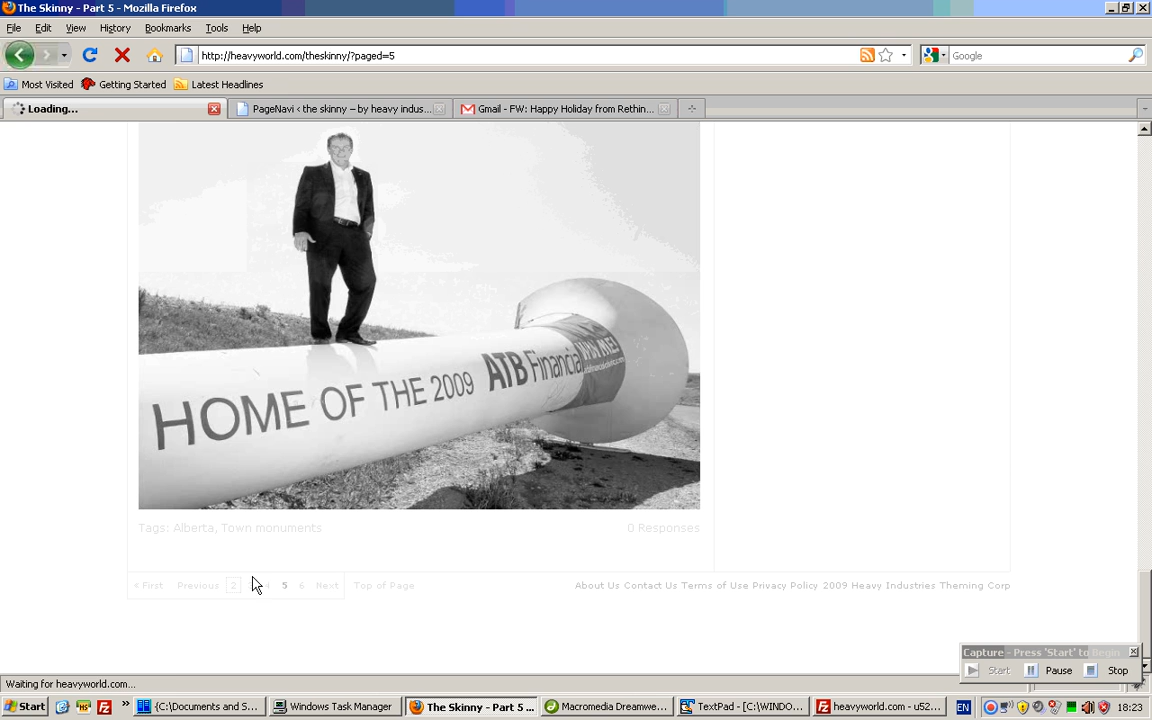 The Skinny - Part 5 - Mozilla Firefox
File Edit View History Bookmarks Tools Help
http://heavyworld.com/theskinny/?paged=5
Google
Most Visited Getting Started Latest Headlines
Loading...
PageNavi ‹ the skinny — by heavy indus...
Gmail - FW: Happy Holiday from Rethin...
HOME OF THE 2009 ATB Financial
Tags: Alberta, Town monuments
0 Responses
< First Previous 2 4 5 6 Next Top of Page
About Us Contact Us Terms of Use Privacy Policy 2009 Heavy Industries Theming Corp
Capture - Press 'Start' to Begin
Start Pause Stop
Waiting for heavyworld.com...
Start
{C:\Documents and S...
Windows Task Manager
The Skinny - Part 5 ...
Macromedia Dreamwe...
TextPad - [C:\WINDO...
heavyworld.com - u52...
EN
18:23